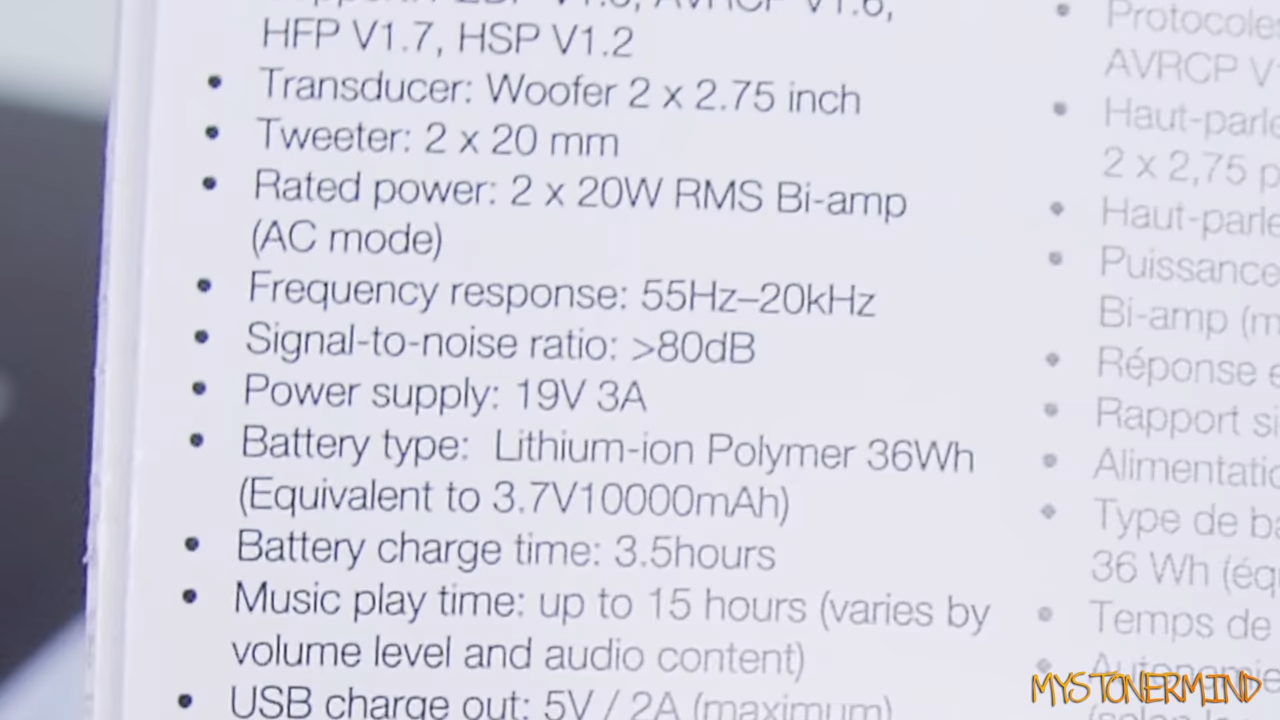 HFP V1.7, HSP V1.2
• Transducer: Woofer 2 x 2.75 inch
• Tweeter: 2 x 20 mm
• Rated power: 2 x 20W RMS Bi-amp
(AC mode)
• Frequency response: 55Hz–20kHz
• Signal-to-noise ratio: >80dB
• Power supply: 19V 3A
• Battery type: Lithium-ion Polymer 36Wh
(Equivalent to 3.7V10000mAh)
• Battery charge time: 3.5hours
• Music play time: up to 15 hours (varies by
volume level and audio content)
• USB charge out: 5V / 2A (maximum)
• Protocoles
AVRCP
• Haut-parle
2 x 2,75 p
• Haut-parle
• Puissance
Bi-amp (m
• Réponse e
• Rapport si
• Alimentatio
• Type de ba
36 Wh (éq
• Temps de
• Autonomie
MYSTONERMIND